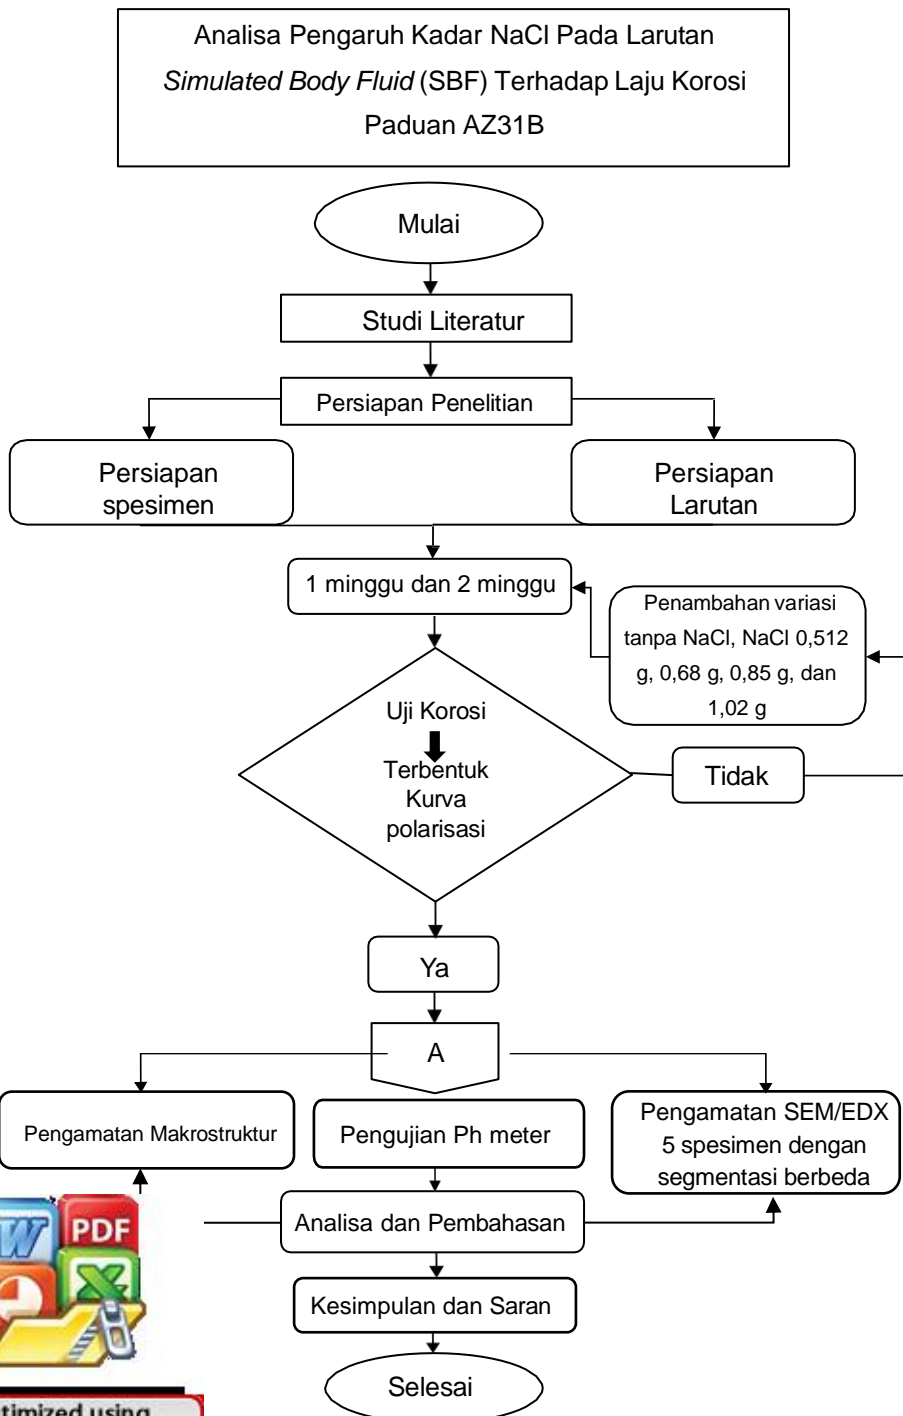 Analisa Pengaruh Kadar NaCl Pada Larutan
Simulated Body Fluid (SBF) Terhadap Laju Korosi
Paduan AZ31B
Mulai
Studi Literatur
Persiapan Penelitian
Persiapan
spesimen
Persiapan
Larutan
1 minggu dan 2 minggu
Penambahan variasi
tanpa NaCl, NaCl 0,512
g, 0,68 g, 0,85 g, dan
1,02 g
Uji Korosi
Terbentuk
Kurva
polarisasi
Tidak
Ya
A
Pengamatan Makrostruktur
Pengujian Ph meter
Pengamatan SEM/EDX
5 spesimen dengan
segmentasi berbeda
Analisa dan Pembahasan
Kesimpulan dan Saran
Selesai
W
PDF
X
using